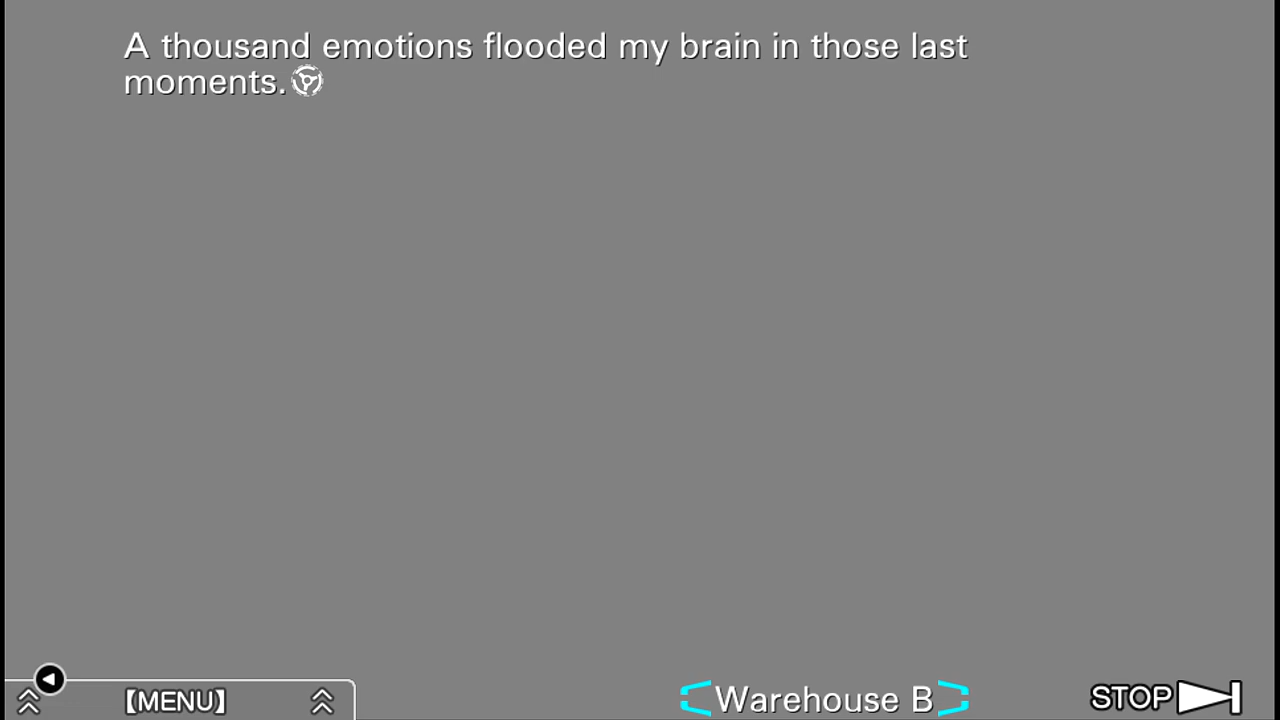 A thousand emotions flooded my brain in those last
moments.
【MENU】
Warehouse B
STOP